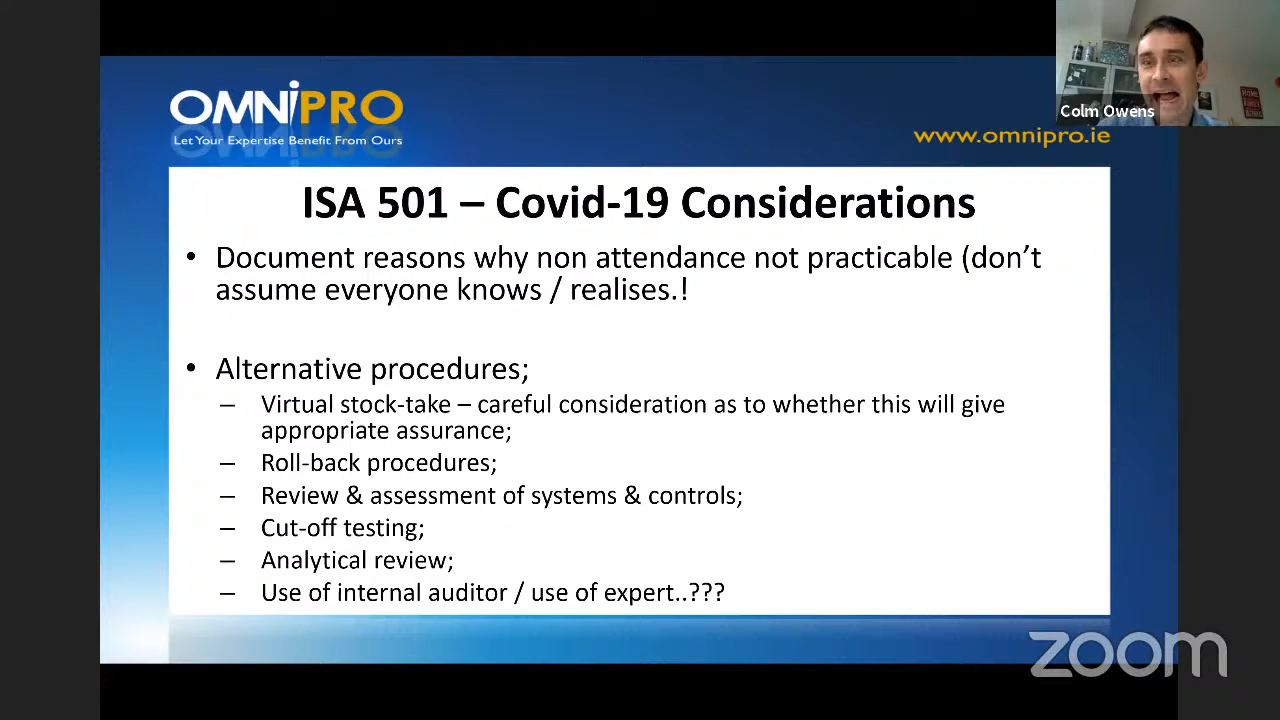 OMNiPRO
Let Your Expertise Benefit From Ours
Colm Owens
www.omnipro.ie
ISA 501 – Covid-19 Considerations
• Document reasons why non attendance not practicable (don’t
assume everyone knows / realises.!
• Alternative procedures;
– Virtual stock-take – careful consideration as to whether this will give
appropriate assurance;
– Roll-back procedures;
– Review & assessment of systems & controls;
– Cut-off testing;
– Analytical review;
– Use of internal auditor / use of expert..???
zoom